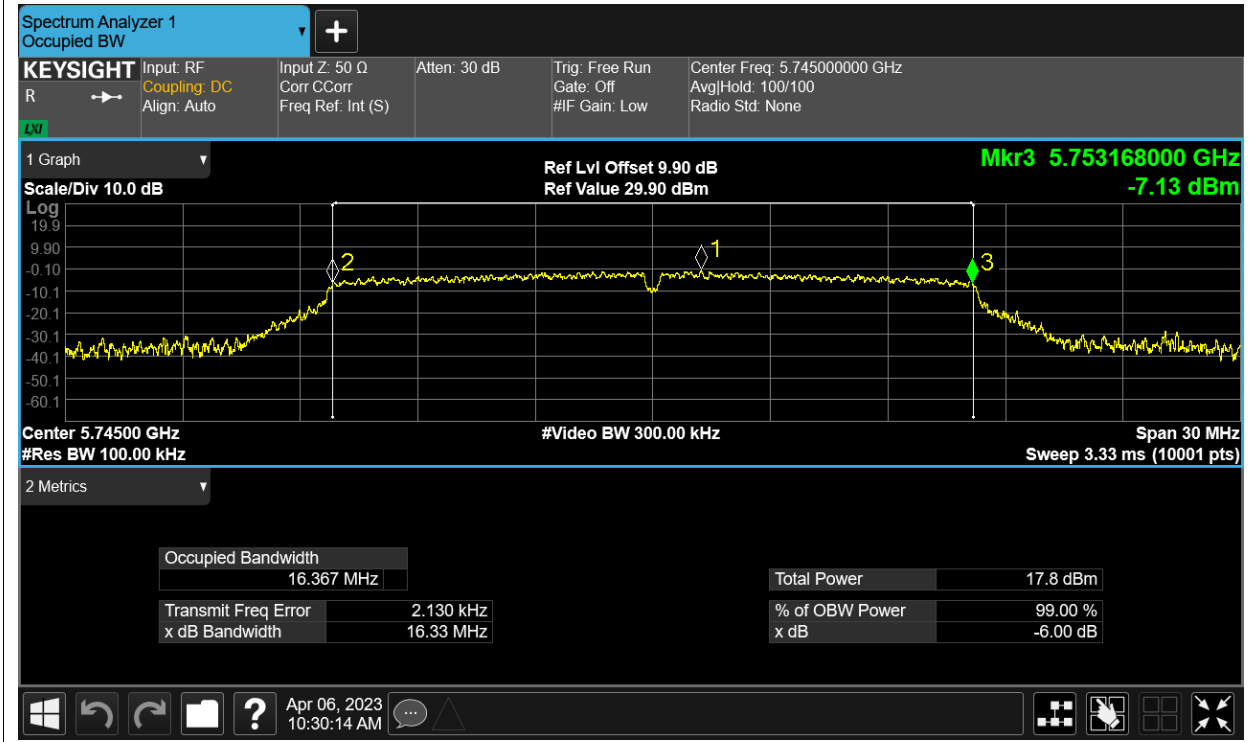 Spectrum Analyzer 1
Occupied BW
KEYSIGHT
R
LXI
Input: RF
Coupling: DC
Align: Auto
Input Z: 50 Ω
Corr CCorr
Freq Ref: Int (S)
Atten: 30 dB
Trig: Free Run
Gate: Off
#IF Gain: Low
Center Freq: 5.745000000 GHz
Avg|Hold: 100/100
Radio Std: None
1 Graph
Scale/Div 10.0 dB
Ref Lvl Offset 9.90 dB
Ref Value 29.90 dBm
Mkr3 5.753168000 GHz
-7.13 dBm
Log
19.9
9.90
-0.10
-10.1
-20.1
-30.1
-40.1
-50.1
-60.1
2
1
3
Center 5.74500 GHz
#Res BW 100.00 kHz
#Video BW 300.00 kHz
Span 30 MHz
Sweep 3.33 ms (10001 pts)
2 Metrics
Occupied Bandwidth
16.367 MHz
Transmit Freq Error 2.130 kHz
x dB Bandwidth 16.33 MHz
Total Power 17.8 dBm
% of OBW Power 99.00 %
x dB -6.00 dB
?
Apr 06, 2023
10:30:14 AM